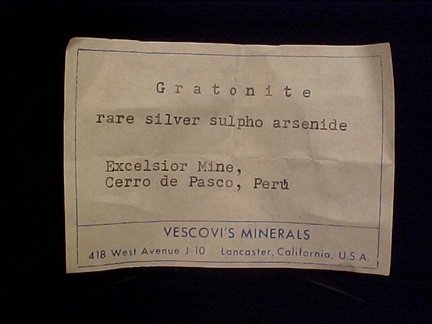 Gratonite
rare silver sulpho arsenide
Excelsior Mine,
Cerro de Pasco, Perú
VESCOVI'S MINERALS
418 West Avenue J-10 Lancaster, California, U.S.A.